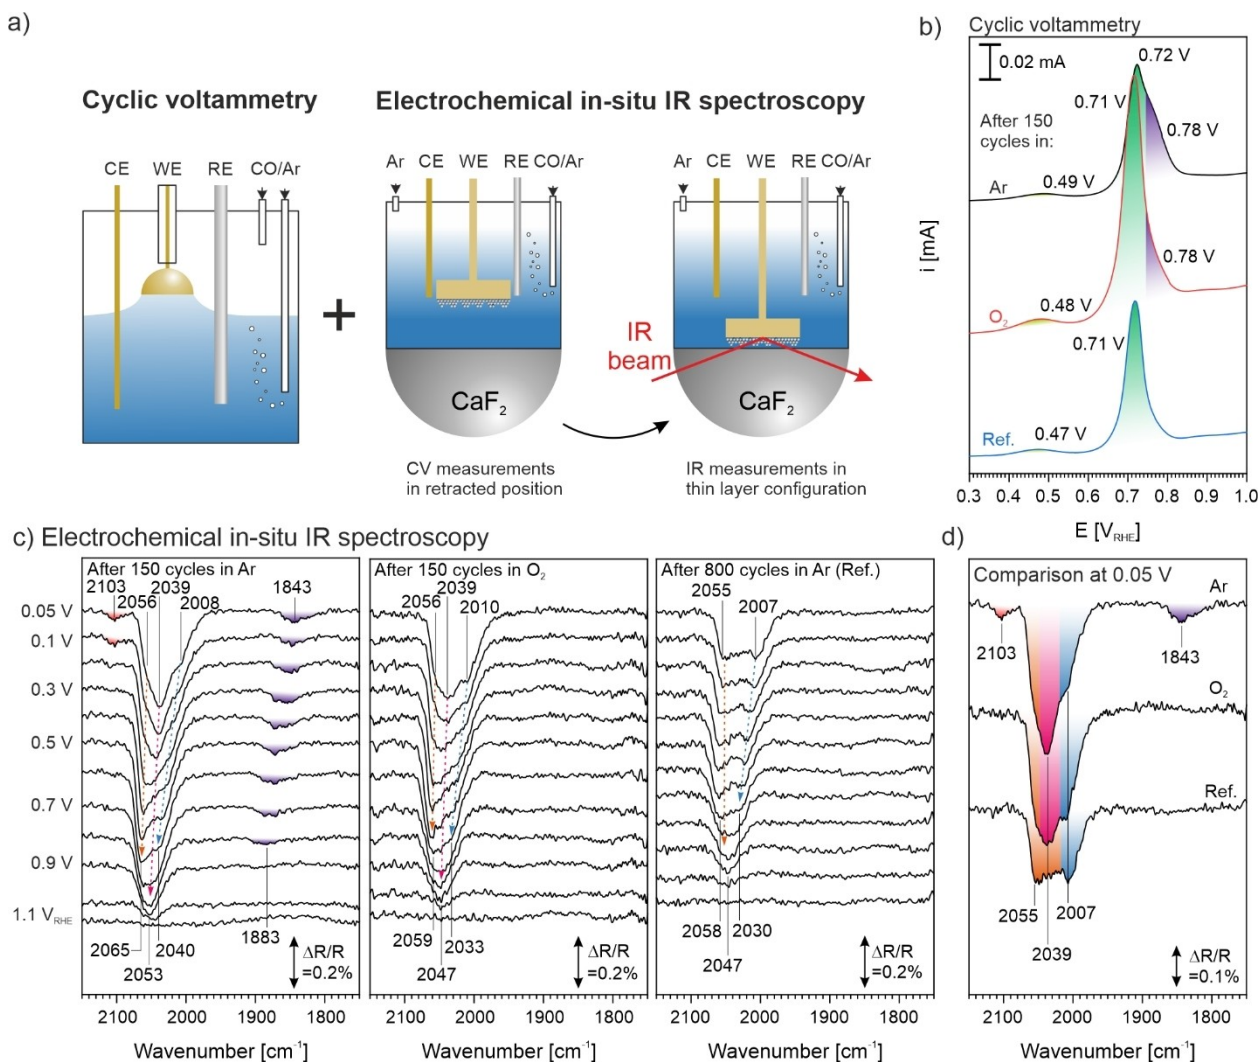 a)
Cyclic voltammetry
Electrochemical in-situ IR spectroscopy
CE WE RE CO/Ar
Ar CE WE RE CO/Ar
Ar CE WE RE CO/Ar
+
IR
beam
CaF₂
CaF₂
CV measurements
in retracted position
IR measurements in
thin layer configuration
b) Cyclic voltammetry
0.02 mA
0.72 V
0.71 V
After 150
cycles in:
0.78 V
Ar
0.49 V
0.78 V
O₂
0.48 V
0.71 V
Ref.
0.47 V
i [mA]
0.3 0.4 0.5 0.6 0.7 0.8 0.9 1.0
E [V_RHE]
c) Electrochemical in-situ IR spectroscopy
After 150 cycles in Ar
2103 2039 1843
2056 2008
0.05 V
0.1 V
0.3 V
0.5 V
0.7 V
0.9 V
1.1 V_RHE
2065 2040 1883
2053
ΔR/R
=0.2%
2100 2000 1900 1800
Wavenumber [cm⁻¹]
After 150 cycles in O₂
2039
2056 2010
2059 2033
2047
ΔR/R
=0.2%
2100 2000 1900 1800
Wavenumber [cm⁻¹]
After 800 cycles in Ar (Ref.)
2055 2007
2058 2030
2047
ΔR/R
=0.2%
2100 2000 1900 1800
Wavenumber [cm⁻¹]
d)
Comparison at 0.05 V
Ar
2103 1843
O₂
Ref.
2055 2007
2039
ΔR/R
=0.1%
2100 2000 1900 1800
Wavenumber [cm⁻¹]